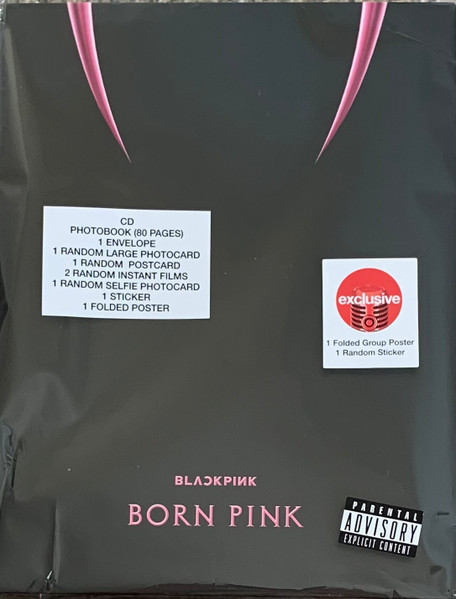 CD
PHOTOBOOK (80 PAGES)
1 ENVELOPE
1 RANDOM LARGE PHOTOCARD
1 RANDOM POSTCARD
2 RANDOM INSTANT FILMS
1 RANDOM SELFIE PHOTOCARD
1 STICKER
1 FOLDED POSTER
exclusive
1 Folded Group Poster
1 Random Sticker
BLACKPINK
BORN PINK
PARENTAL
ADVISORY
EXPLICIT CONTENT